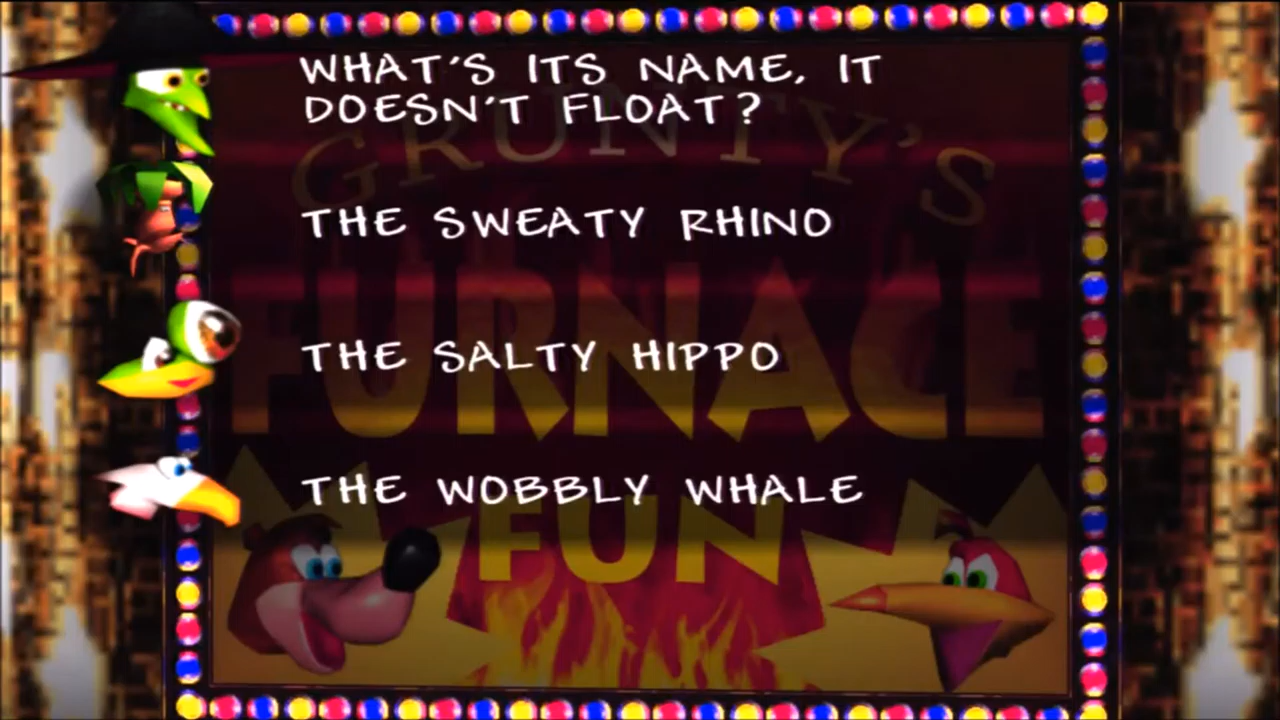 WHAT'S ITS NAME, IT
DOESN'T FLOAT?
GRUNTY'S
THE SWEATY RHINO
FURNACE
THE SALTY HIPPO
THE WOBBLY WHALE
FUN